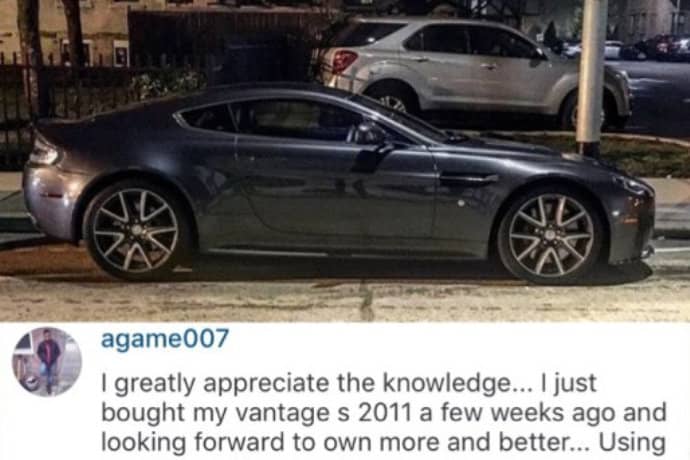 agame007
I greatly appreciate the knowledge... I just
bought my vantage s 2011 a few weeks ago and
looking forward to own more and better... Using